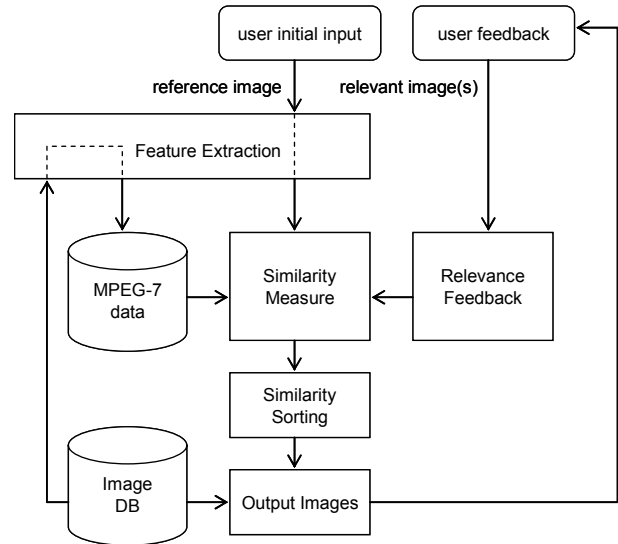 user initial input
user feedback
reference image
relevant image(s)
Feature Extraction
MPEG-7
data
Similarity
Measure
Relevance
Feedback
Similarity
Sorting
Image
DB
Output Images